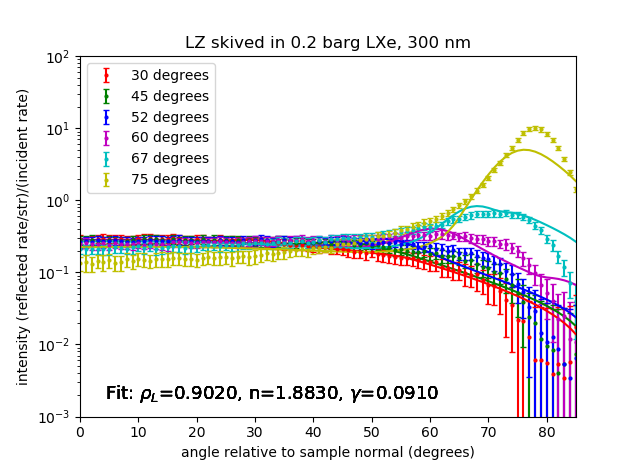 LZ skived in 0.2 barg LXe, 300 nm
10²
10¹
10⁰
10⁻¹
10⁻²
10⁻³
intensity (reflected rate/str)/(incident rate)
30 degrees
45 degrees
52 degrees
60 degrees
67 degrees
75 degrees
Fit: ρ_L=0.9020, n=1.8830, γ=0.0910
0 10 20 30 40 50 60 70 80
angle relative to sample normal (degrees)